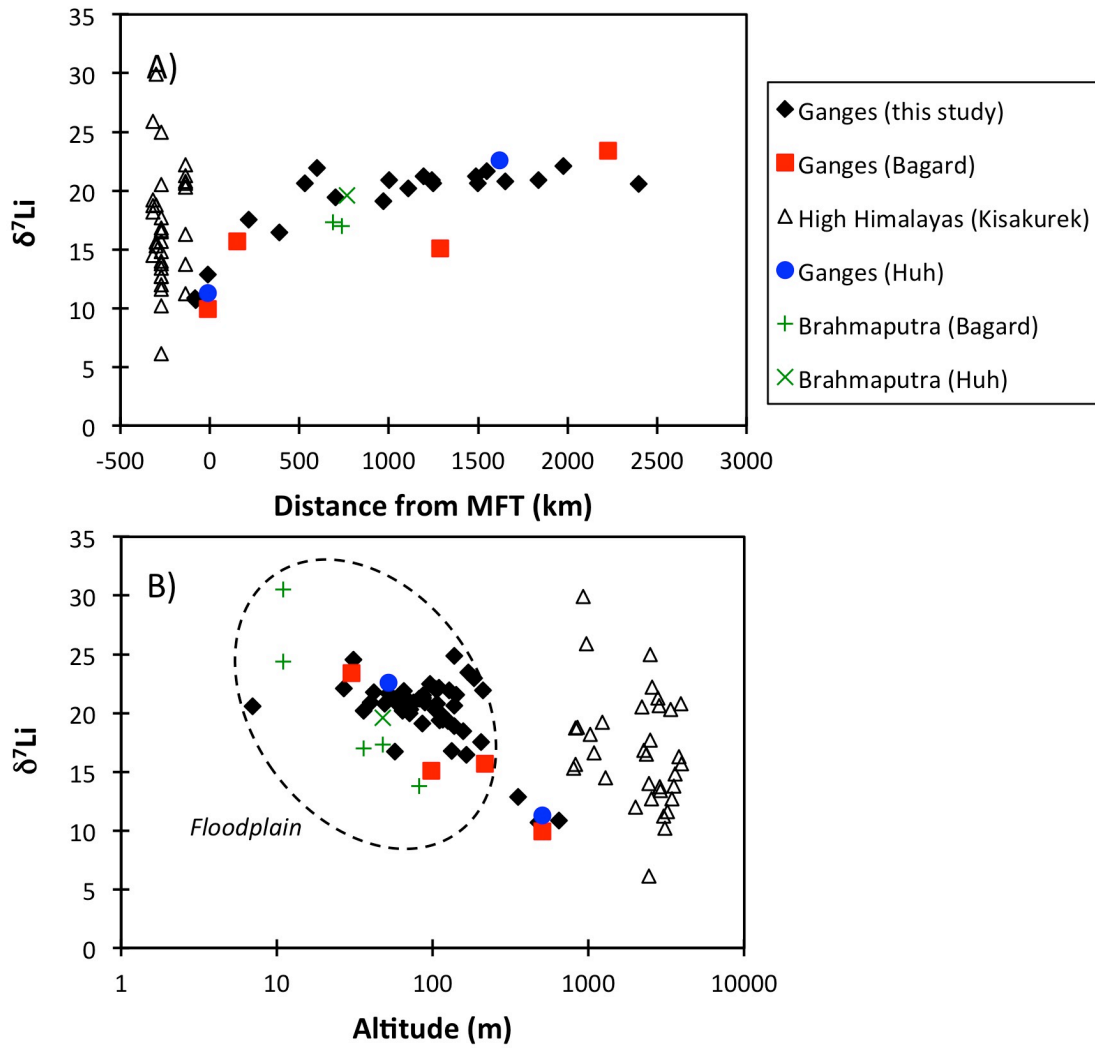 35
30
25
20
15
10
5
0
A)
δ⁷Li
-500 0 500 1000 1500 2000 2500 3000
Distance from MFT (km)
Ganges (this study)
Ganges (Bagard)
High Himalayas (Kisakurek)
Ganges (Huh)
Brahmaputra (Bagard)
Brahmaputra (Huh)
35
30
25
20
15
10
5
0
B)
δ⁷Li
Floodplain
1 10 100 1000 10000
Altitude (m)